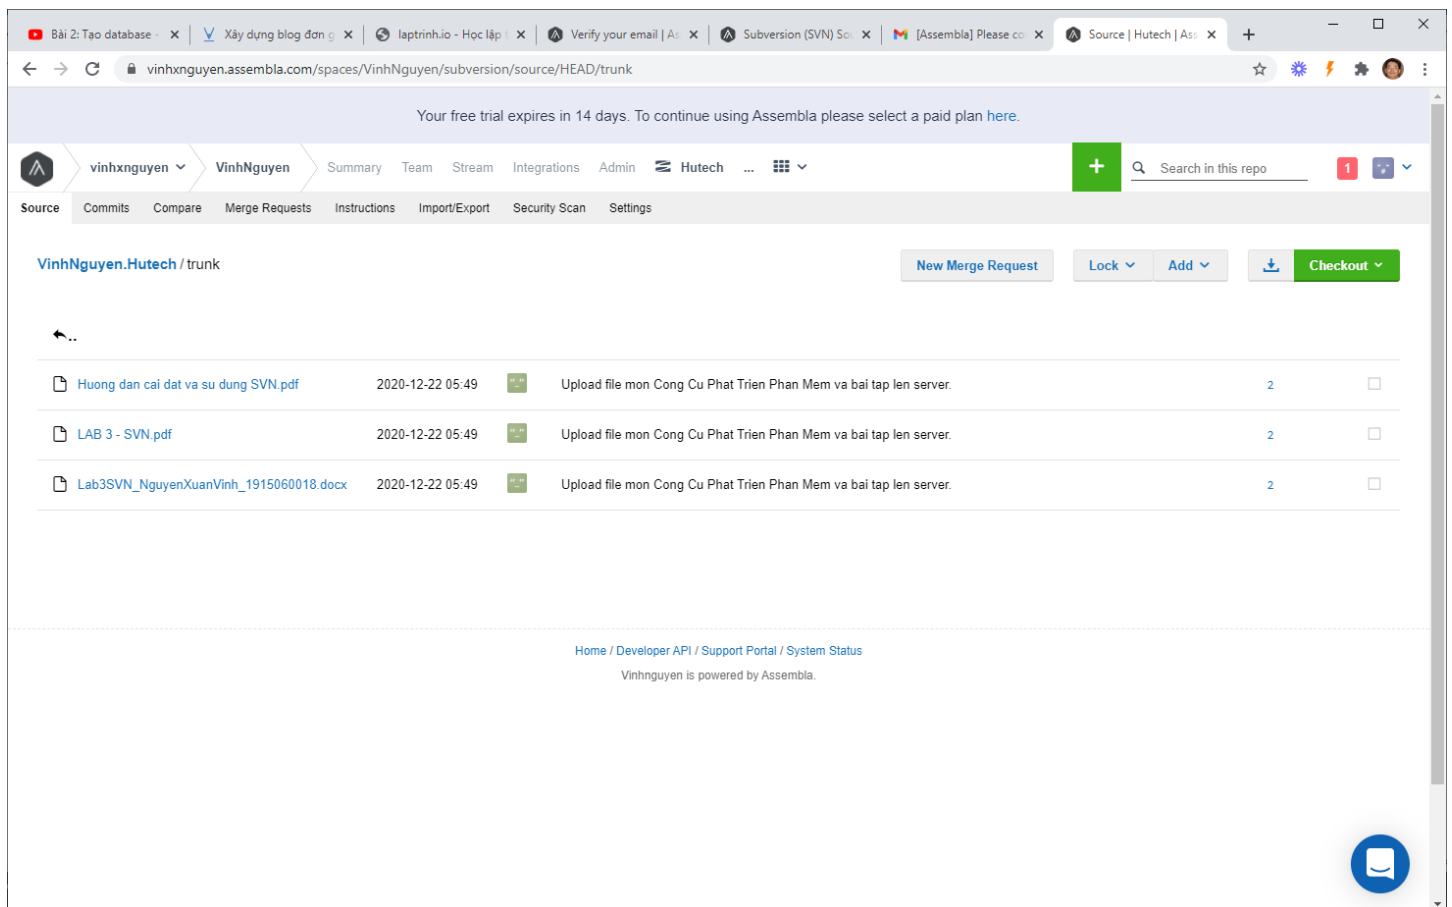 Bài 2: Tạo database -
Xây dựng blog đơn g
laptrinh.io - Học lập t
Verify your email | As
Subversion (SVN) Sou
[Assembla] Please co
Source | Hutech | Ass
vinhxnguyen.assembla.com/spaces/VinhNguyen/subversion/source/HEAD/trunk
Your free trial expires in 14 days. To continue using Assembla please select a paid plan here.
vinhxnguyen VinhNguyen Summary Team Stream Integrations Admin Hutech ... + Search in this repo 1
Source Commits Compare Merge Requests Instructions Import/Export Security Scan Settings
VinhNguyen.Hutech / trunk New Merge Request Lock Add Checkout
..
Huong dan cai dat va su dung SVN.pdf 2020-12-22 05:49 Upload file mon Cong Cu Phat Trien Phan Mem va bai tap len server. 2
LAB 3 - SVN.pdf 2020-12-22 05:49 Upload file mon Cong Cu Phat Trien Phan Mem va bai tap len server. 2
Lab3SVN_NguyenXuanVinh_1915060018.docx 2020-12-22 05:49 Upload file mon Cong Cu Phat Trien Phan Mem va bai tap len server. 2
Home / Developer API / Support Portal / System Status
Vinhnguyen is powered by Assembla.